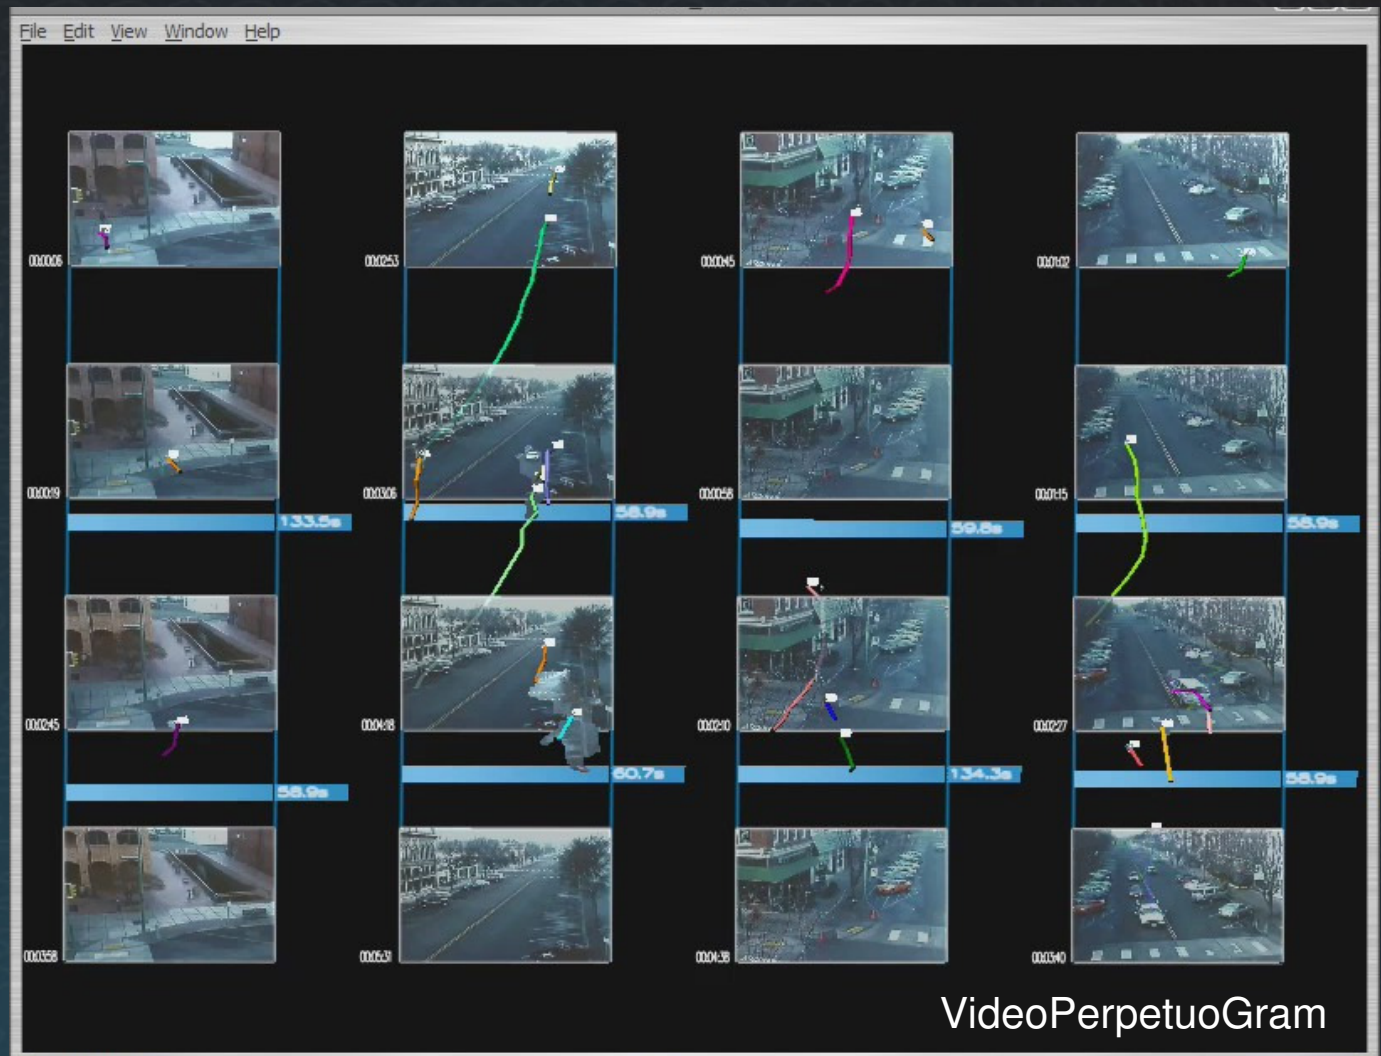 File Edit View Window Help
00:00:06
00:02:53
00:00:45
00:01:02
00:00:19
00:03:06
00:00:58
00:01:15
133.5s
58.9s
59.8s
58.9s
00:02:45
00:04:18
00:02:10
00:02:27
58.9s
60.7s
134.3s
58.9s
00:03:58
00:05:31
00:04:38
00:03:40
VideoPerpetuoGram